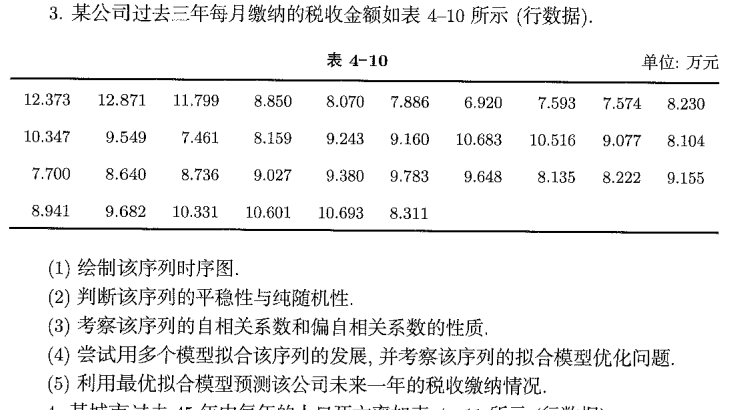 3. 某公司过去三年每月缴纳的税收金额如表 4–10 所示 (行数据).
表 4–10
单位: 万元
12.373 12.871 11.799 8.850 8.070 7.886 6.920 7.593 7.574 8.230
10.347 9.549 7.461 8.159 9.243 9.160 10.683 10.516 9.077 8.104
7.700 8.640 8.736 9.027 9.380 9.783 9.648 8.135 8.222 9.155
8.941 9.682 10.331 10.601 10.693 8.311
(1) 绘制该序列时序图.
(2) 判断该序列的平稳性与纯随机性.
(3) 考察该序列的自相关系数和偏自相关系数的性质.
(4) 尝试用多个模型拟合该序列的发展, 并考察该序列的拟合模型优化问题.
(5) 利用最优拟合模型预测该公司未来一年的税收缴纳情况.